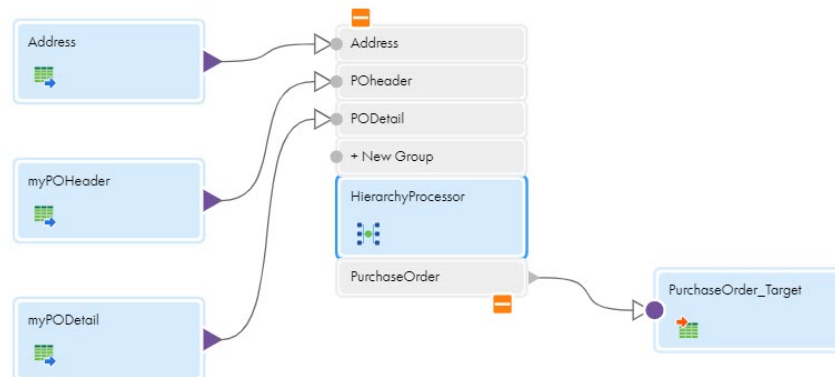 Address
myPOHeader
myPODetail
Address
POheader
PODetail
+ New Group
HierarchyProcessor
PurchaseOrder
PurchaseOrder_Target